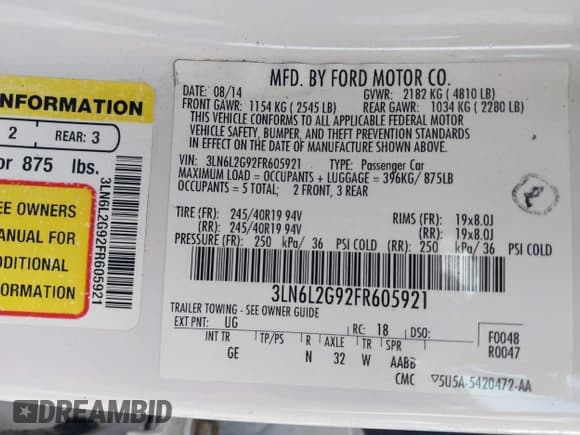 INFORMATION
2 REAR: 3
or 875 lbs.
EE OWNERS
ANUAL FOR
DDITIONAL
FORMATION
3LN6L2G92FR605921
MFD. BY FORD MOTOR CO.
DATE: 08/14 GVWR: 2182 KG ( 4810 LB)
FRONT GAWR: 1154 KG ( 2545 LB) REAR GAWR: 1034 KG ( 2280 LB)
THIS VEHICLE CONFORMS TO ALL APPLICABLE FEDERAL MOTOR
VEHICLE SAFETY, BUMPER, AND THEFT PREVENTION STANDARDS
IN EFFECT ON THE DATE OF MANUFACTURE SHOWN ABOVE.
VIN: 3LN6L2G92FR605921 TYPE: Passenger Car
MAXIMUM LOAD = OCCUPANTS + LUGGAGE = 396KG/ 875LB
OCCUPANTS = 5 TOTAL; 2 FRONT, 3 REAR
TIRE (FR): 245/40R19 94V RIMS (FR): 19x8.0J
(RR): 245/40R19 94V (RR): 19x8.0J
PRESSURE (FR): 250 kPa/ 36 PSI COLD (RR): 250 kPa/ 36 PSI COLD
3LN6L2G92FR605921
TRAILER TOWING - SEE OWNER GUIDE
EXT PNT: UG RC: 18 DSO: F0048
R0047
INT TR TP/PS R AXLE TR SPR
GE N 32 W AABB
CMC ▽5U5A-5420472-AA
DREAMBID